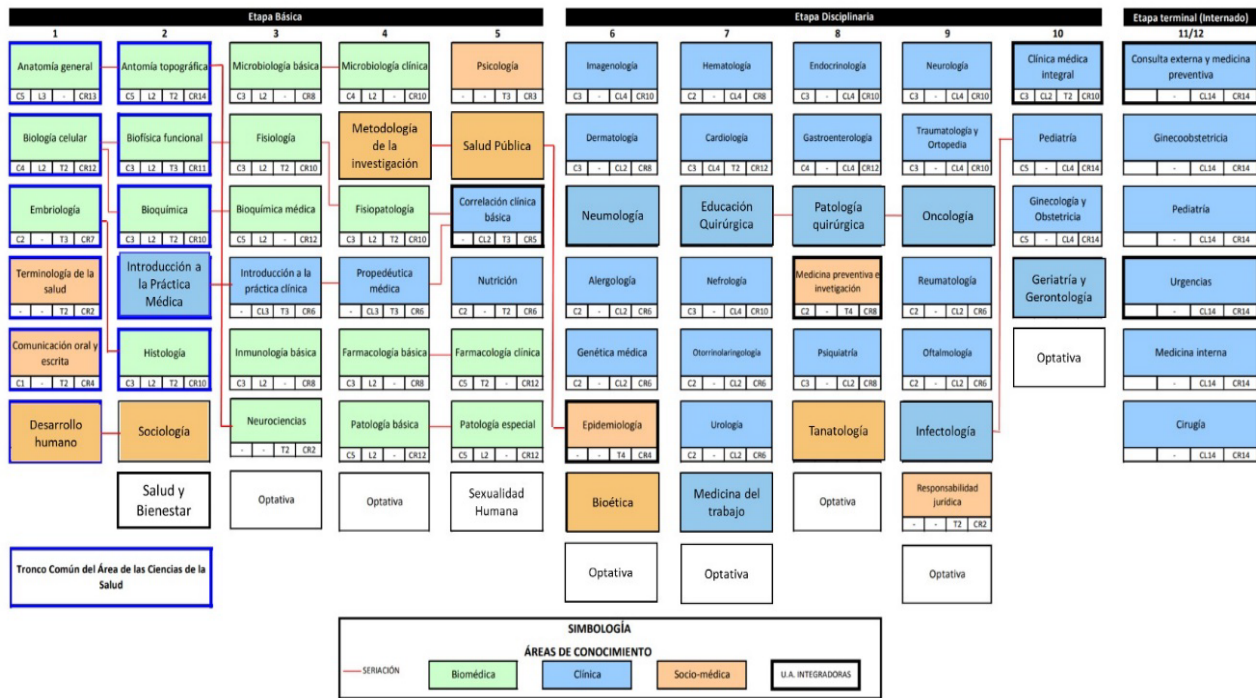 Etapa Básica
Etapa Disciplinaria
Etapa terminal (Internado)
1
2
3
4
5
6
7
8
9
10
11/12
Anatomía general
C5 L3 - CR13
Antomía topográfica
C5 L2 T2 CR14
Microbiología básica
C3 L2 - CR8
Microbiología clínica
C4 L2 - CR10
Psicología
- - T3 CR3
Imagenología
C3 - CL4 CR10
Hematología
C2 - CL4 CR8
Endocrinología
C3 - CL4 CR10
Neurología
C3 - CL4 CR10
Clínica médica
integral
C3 CL2 T2 CR10
Consulta externa y medicina
preventiva
- CL14 CR14
Biología celular
C4 L2 T2 CR12
Biofísica funcional
C3 L2 T3 CR11
Fisiología
C3 L2 T2 CR10
Metodología
de la
investigación
Salud Pública
Dermatología
C3 - CL2 CR8
Cardiología
C3 CL4 T2 CR12
Gastroenterología
C4 - CL4 CR12
Traumatología y
Ortopedia
C3 - CL4 CR10
Pediatría
C5 - CL4 CR14
Ginecoobstetricia
- CL14 CR14
Embriología
C2 - T3 CR7
Bioquímica
C3 L2 T2 CR10
Bioquímica médica
C5 L2 - CR12
Fisiopatología
C3 L2 T2 CR10
Correlación clínica
básica
- CL2 T3 CR5
Neumología
Educación
Quirúrgica
Patología
quirúrgica
Oncología
Ginecología y
Obstetricia
C5 - CL4 CR14
Pediatría
- CL14 CR14
Terminología de la
salud
- - T2 CR2
Introducción a
la Práctica
Médica
Introducción a la
práctica clínica
- CL3 T3 CR6
Propedéutica
médica
- CL3 T3 CR6
Nutrición
C2 - T2 CR6
Alergología
C2 - CL2 CR6
Nefrología
C3 - CL4 CR10
Medicina preventiva e
invetigación
C2 - T4 CR8
Reumatología
C2 - CL2 CR6
Geriatría y
Gerontología
Urgencias
- CL14 CR14
Comunicación oral y
escrita
C1 - T2 CR4
Histología
C3 L2 T2 CR10
Inmunología básica
C3 L2 - CR8
Farmacología básica
C3 L2 - CR8
Farmacología clínica
C5 T2 - CR12
Genética médica
C2 - CL2 CR6
Otorrinolaringología
C2 - CL2 CR6
Psiquiatría
C3 - CL2 CR8
Oftalmología
C2 - CL2 CR6
Optativa
Medicina interna
- CL14 CR14
Desarrollo
humano
Sociología
Neurociencias
- - T2 CR2
Patología básica
C5 L2 - CR12
Patología especial
C5 L2 - CR12
Epidemiología
- - T4 CR4
Urología
C2 - CL2 CR6
Tanatología
Infectología
Cirugía
- CL14 CR14
Salud y
Bienestar
Optativa
Optativa
Sexualidad
Humana
Bioética
Medicina del
trabajo
Optativa
Responsabilidad
jurídica
- - T2 CR2
Tronco Común del Área de las Ciencias de la
Salud
Optativa
Optativa
Optativa
SIMBOLOGÍA
ÁREAS DE CONOCIMIENTO
SERIACIÓN
Biomédica
Clínica
Socio-médica
U.A. INTEGRADORAS